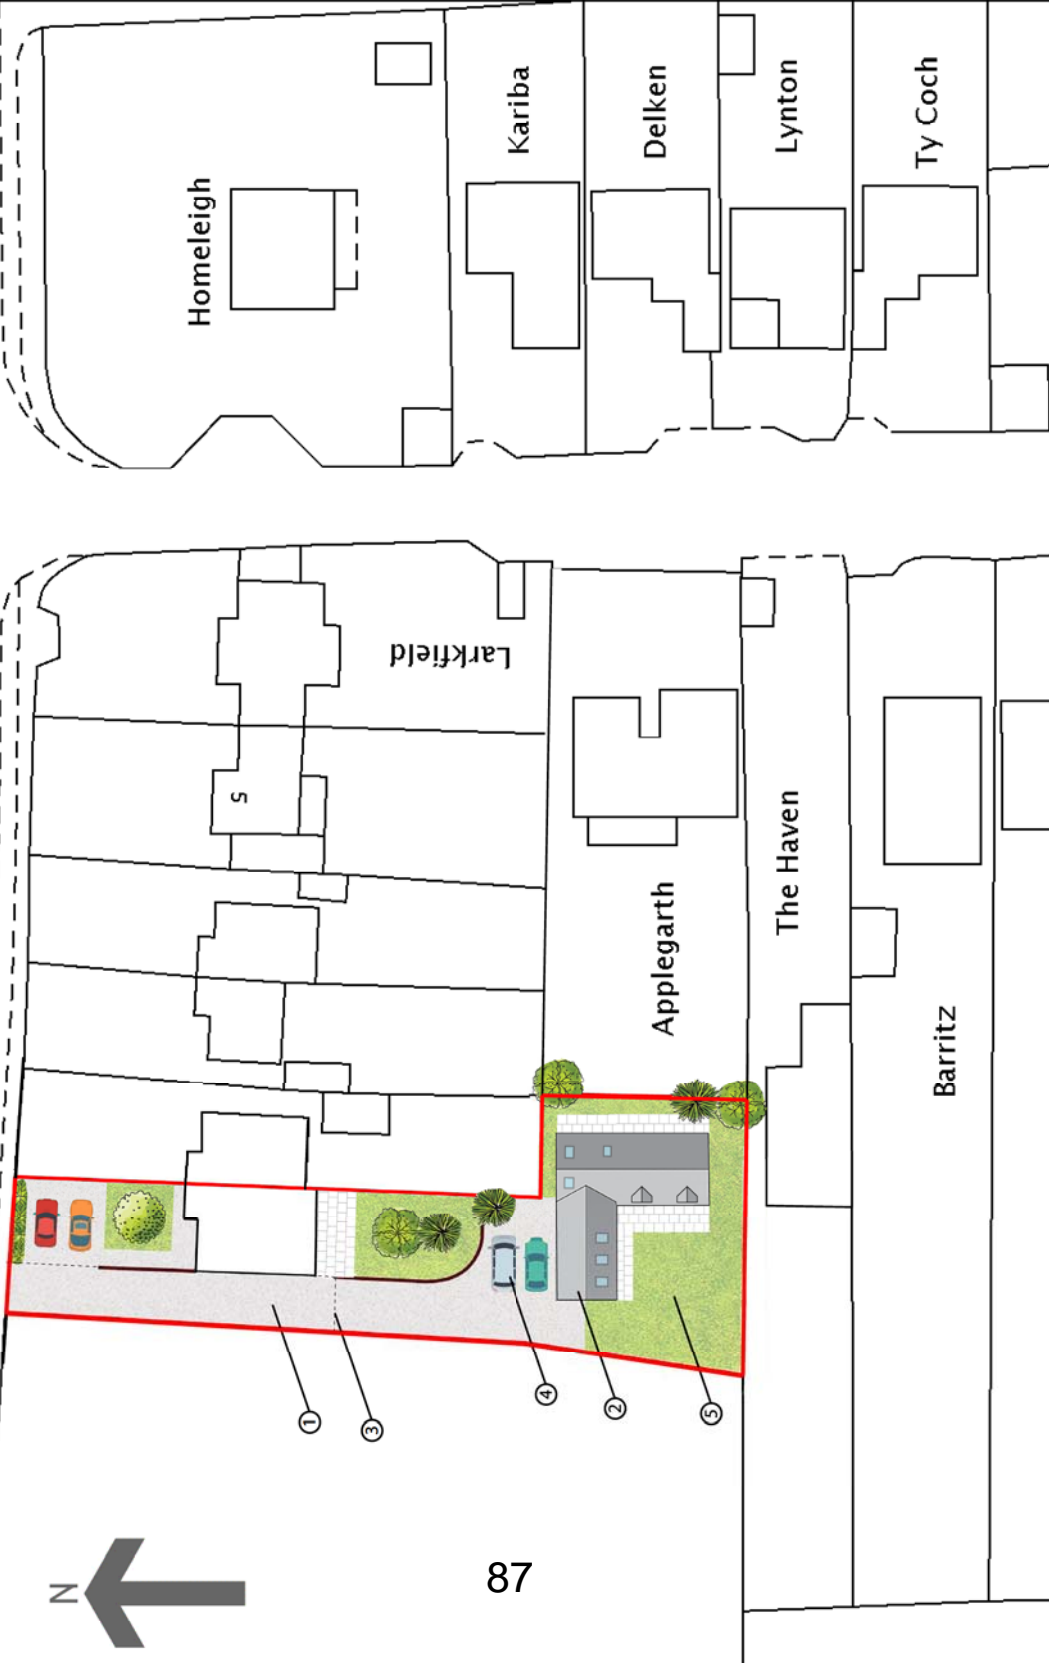 Homeleigh
Kariba
Delken
Lynton
Ty Coch
Larkfield
5
Applegarth
The Haven
Barritz
1
3
4
2
5
N
87